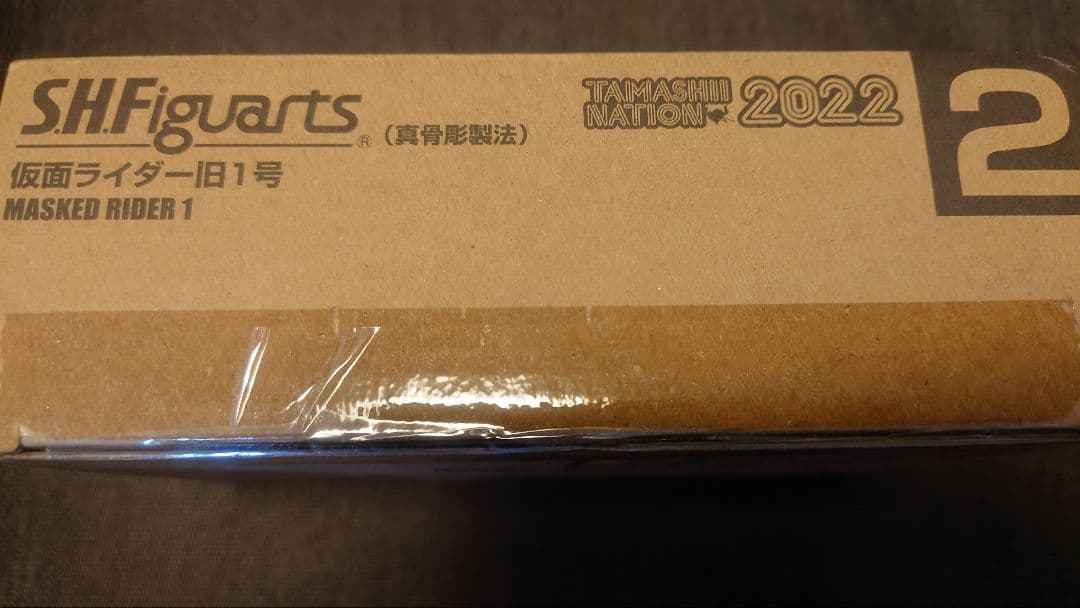 S.H.Figuarts® (真骨彫製法)
仮面ライダー旧1号
MASKED RIDER 1
TAMASHII NATION 2022
2